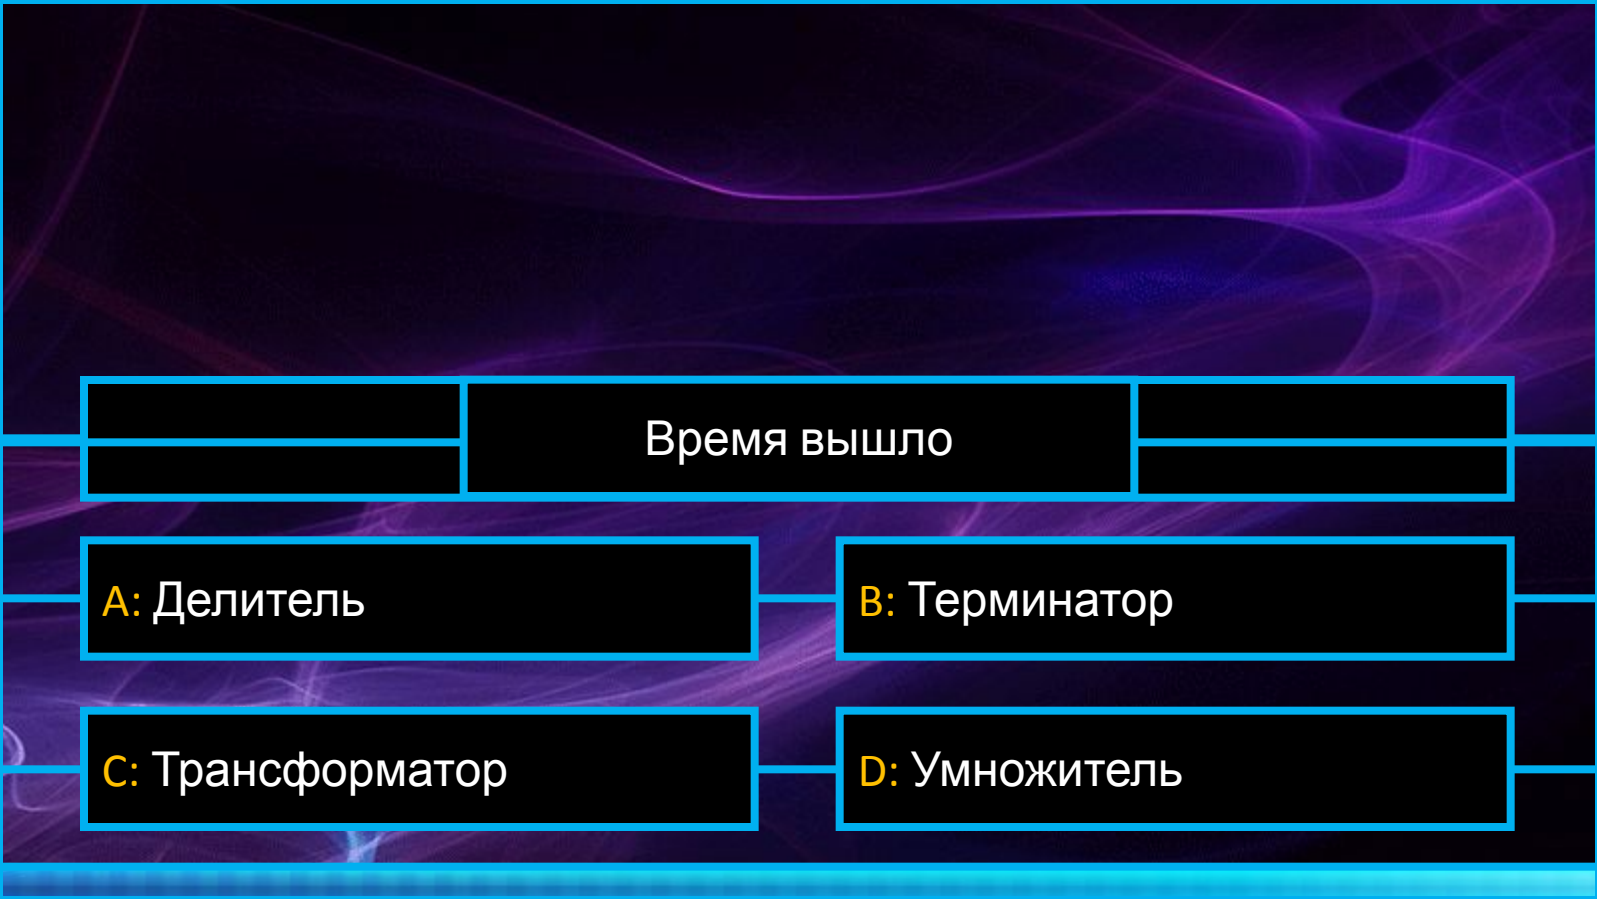 Время вышло
A: Делитель
B: Терминатор
C: Трансформатор
D: Умножитель